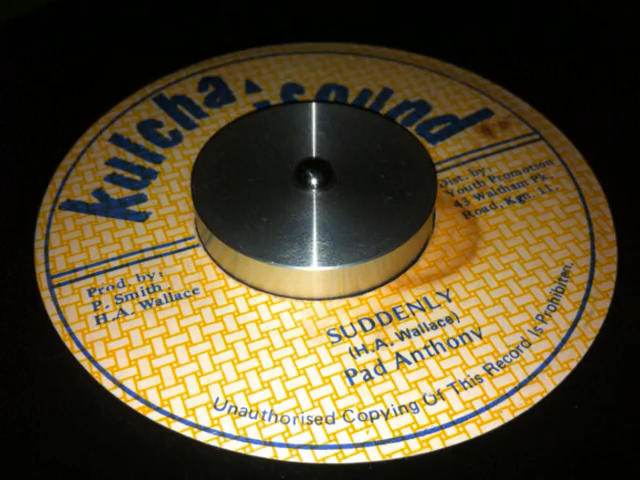 kulcha sound
Prod. by:
P. Smith
H.A. Wallace
Dist. by:
Youth Promotion
43 Waltham Pk.
Road. Kgn. 11.
SUDDENLY
(H.A. Wallace)
Pad Anthony
Unauthorised Copying Of This Record Is Prohibiten.